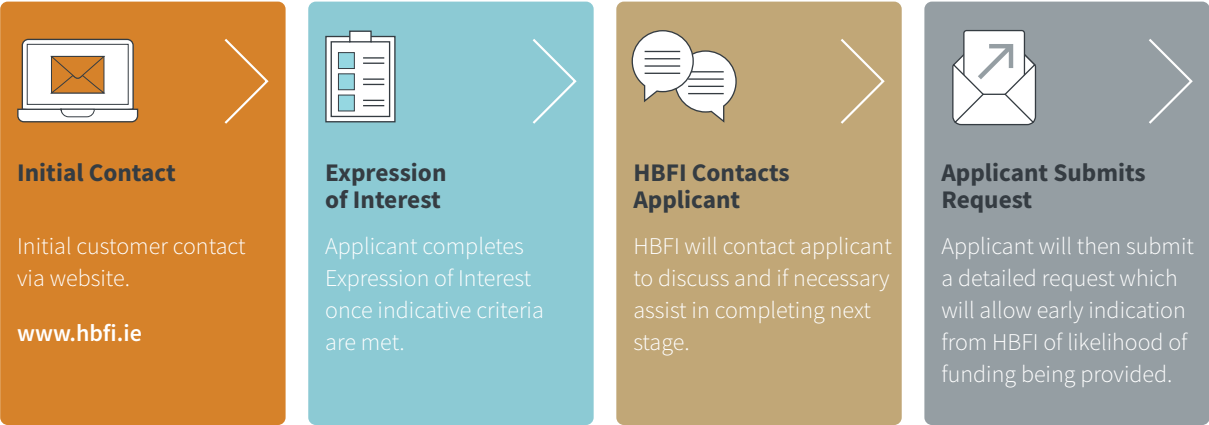 Initial Contact
Initial customer contact
via website.
www.hbfi.ie
Expression
of Interest
Applicant completes
Expression of Interest
once indicative criteria
are met.
HBFI Contacts
Applicant
HBFI will contact applicant
to discuss and if necessary
assist in completing next
stage.
Applicant Submits
Request
Applicant will then submit
a detailed request which
will allow early indication
from HBFI of likelihood of
funding being provided.